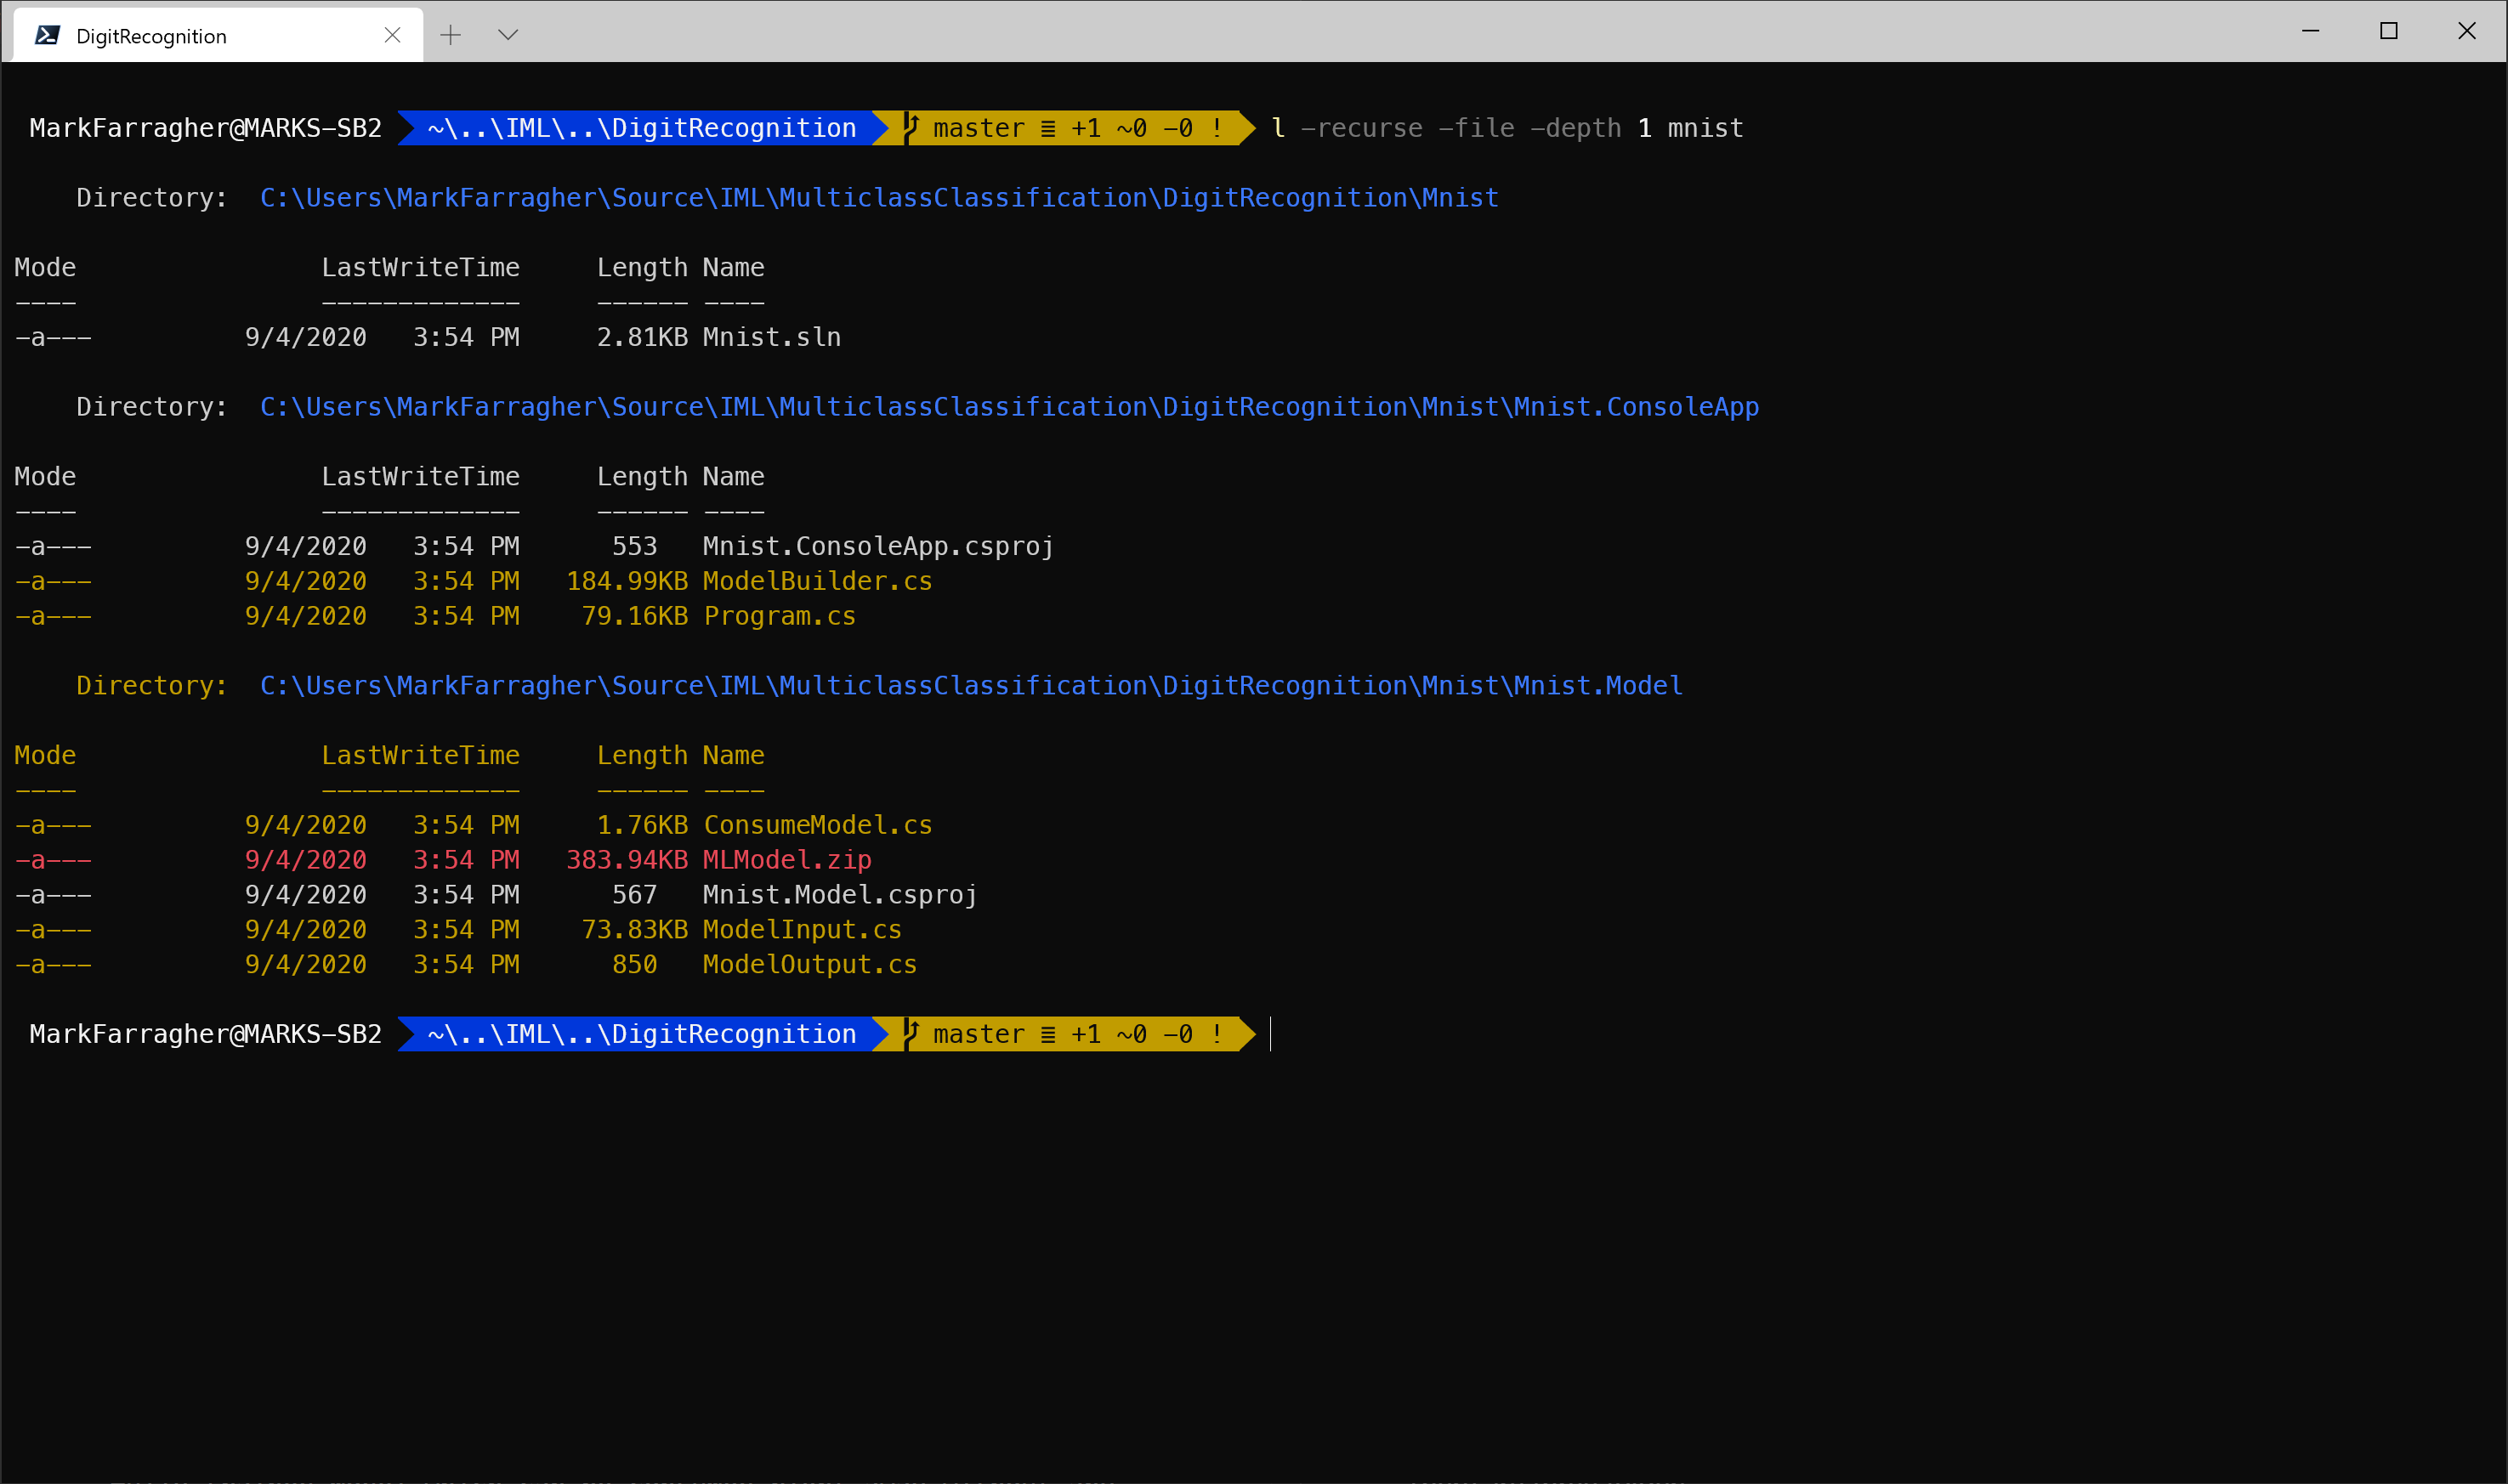 DigitRecognition
MarkFarragher@MARKS-SB2 ~\..\IML\..\DigitRecognition master ≣ +1 ~0 -0 ! l -recurse -file -depth 1 mnist
Directory: C:\Users\MarkFarragher\Source\IML\MulticlassClassification\DigitRecognition\Mnist
Mode LastWriteTime Length Name
---- ------------- ------ ----
-a--- 9/4/2020 3:54 PM 2.81KB Mnist.sln
Directory: C:\Users\MarkFarragher\Source\IML\MulticlassClassification\DigitRecognition\Mnist\Mnist.ConsoleApp
Mode LastWriteTime Length Name
---- ------------- ------ ----
-a--- 9/4/2020 3:54 PM 553 Mnist.ConsoleApp.csproj
-a--- 9/4/2020 3:54 PM 184.99KB ModelBuilder.cs
-a--- 9/4/2020 3:54 PM 79.16KB Program.cs
Directory: C:\Users\MarkFarragher\Source\IML\MulticlassClassification\DigitRecognition\Mnist\Mnist.Model
Mode LastWriteTime Length Name
---- ------------- ------ ----
-a--- 9/4/2020 3:54 PM 1.76KB ConsumeModel.cs
-a--- 9/4/2020 3:54 PM 383.94KB MLModel.zip
-a--- 9/4/2020 3:54 PM 567 Mnist.Model.csproj
-a--- 9/4/2020 3:54 PM 73.83KB ModelInput.cs
-a--- 9/4/2020 3:54 PM 850 ModelOutput.cs
MarkFarragher@MARKS-SB2 ~\..\IML\..\DigitRecognition master ≣ +1 ~0 -0 !